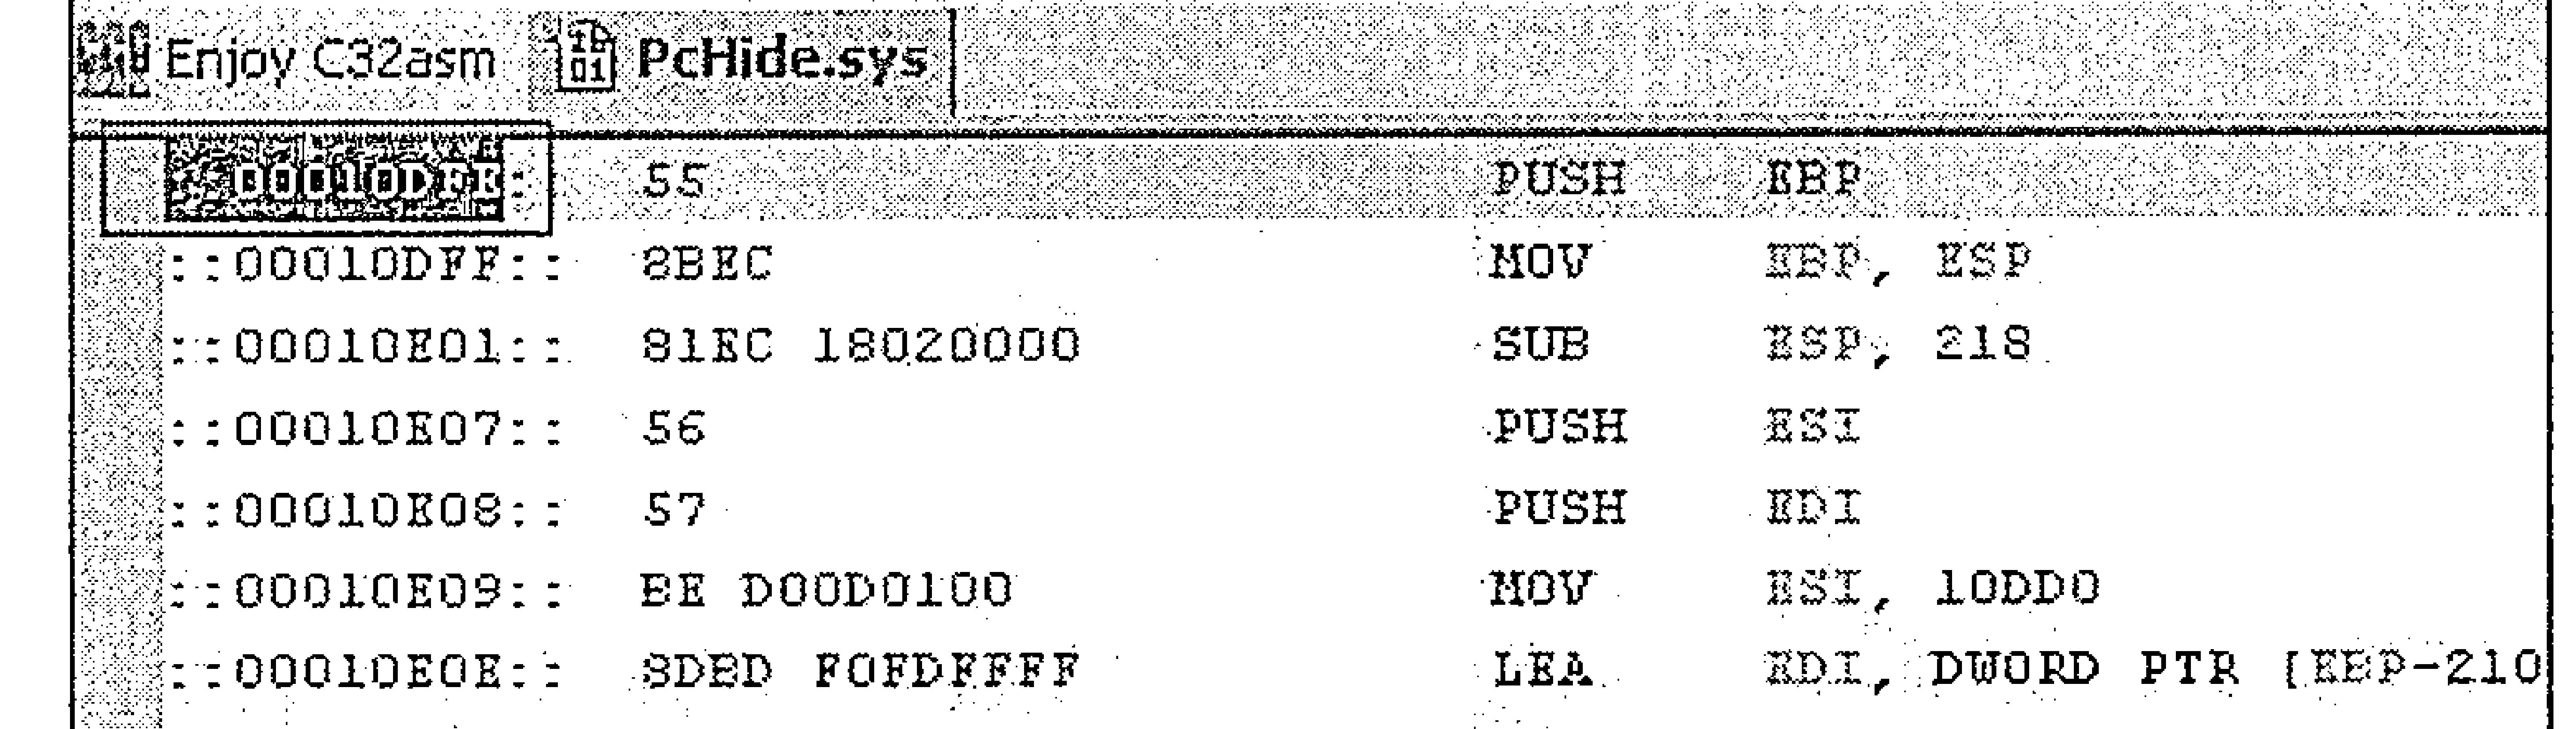 Enjoy C32asm PcHide.sys
00010DFE: 55 PUSH EBP
::00010DFF:: 8BEC MOV EBP, ESP
::00010E01:: 81EC 18020000 SUB ESP, 218
::00010E07:: 56 PUSH ESI
::00010E08:: 57 PUSH EDI
::00010E09:: BE D00D0100 MOV ESI, 10DD0
::00010E0E:: 8DBD F0FDFFFF LEA EDI, DWORD PTR [EBP-210